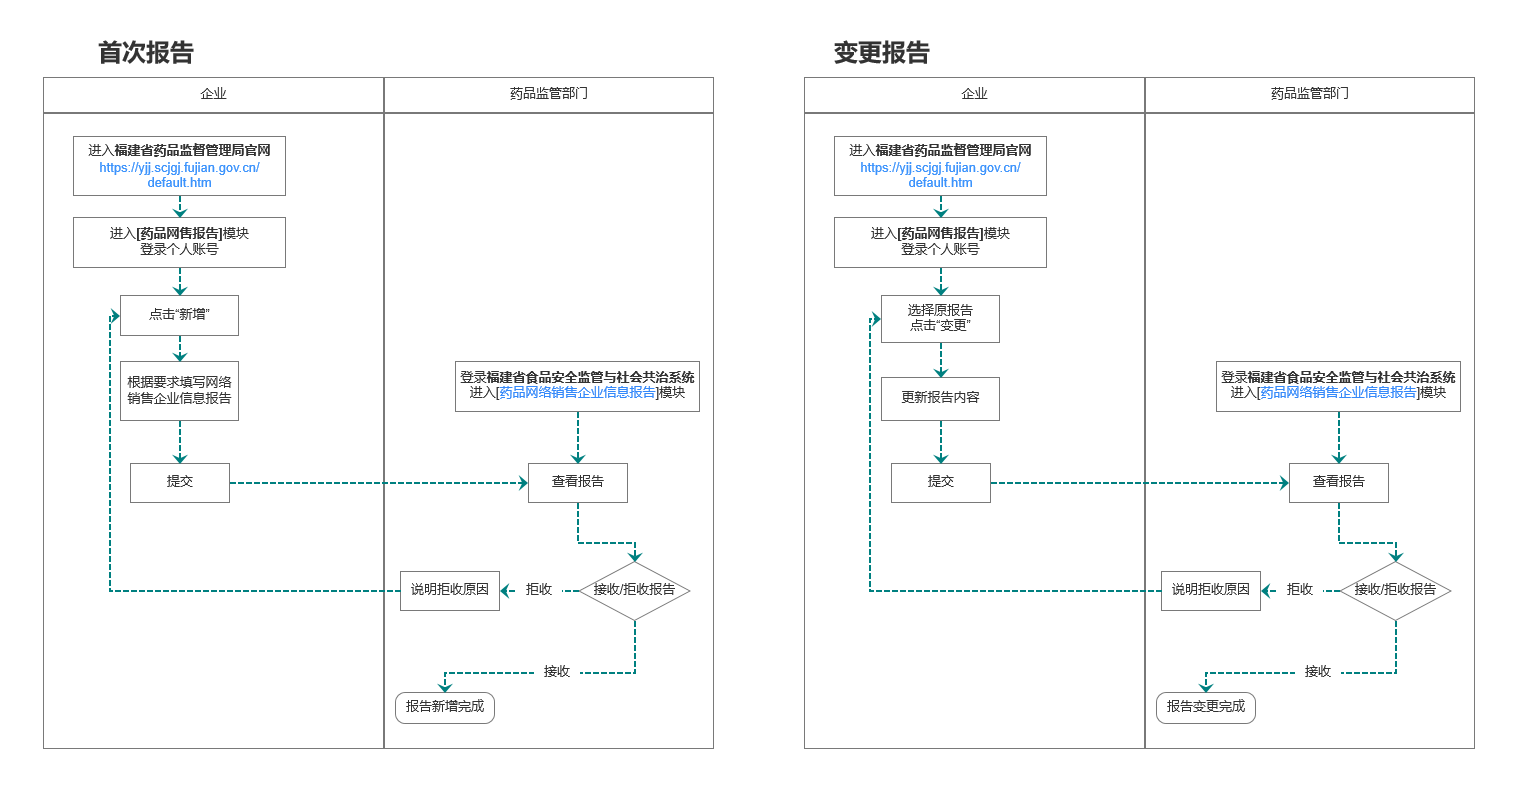 首次报告
企业
药品监管部门
进入福建省药品监督管理局官网
https://yjj.scjgj.fujian.gov.cn/
default.htm
进入[药品网售报告]模块
登录个人账号
点击“新增”
根据要求填写网络
销售企业信息报告
登录福建省食品安全监管与社会共治系统
进入[药品网络销售企业信息报告]模块
提交
查看报告
说明拒收原因
拒收
接收/拒收报告
接收
报告新增完成
变更报告
企业
药品监管部门
进入福建省药品监督管理局官网
https://yjj.scjgj.fujian.gov.cn/
default.htm
进入[药品网售报告]模块
登录个人账号
选择原报告
点击“变更”
更新报告内容
登录福建省食品安全监管与社会共治系统
进入[药品网络销售企业信息报告]模块
提交
查看报告
说明拒收原因
拒收
接收/拒收报告
接收
报告变更完成